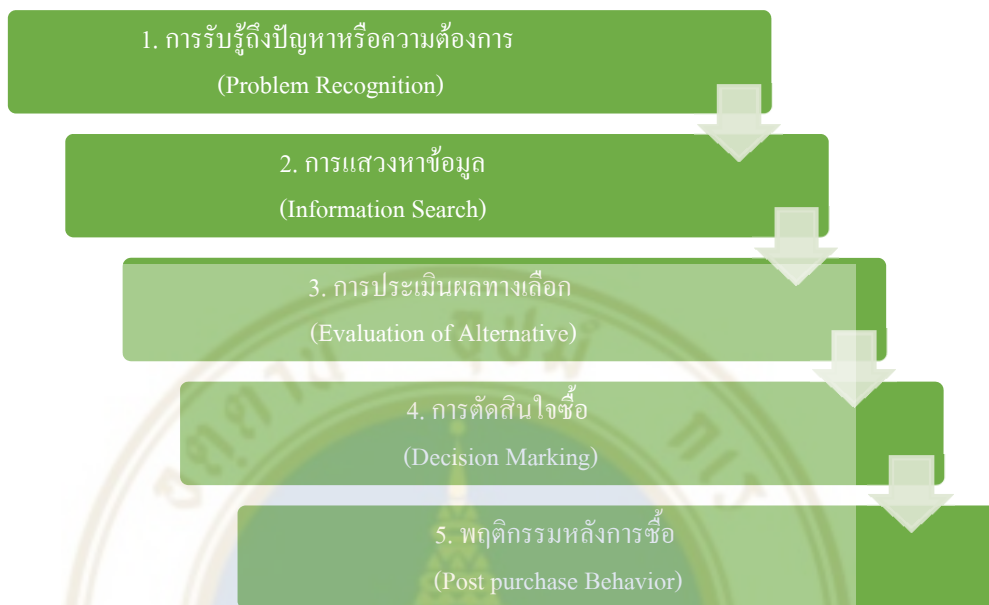 1. การรับรู้ถึงปัญหาหรือความต้องการ
(Problem Recognition)
2. การแสวงหาข้อมูล
(Information Search)
3. การประเมินผลทางเลือก
(Evaluation of Alternative)
4. การตัดสินใจซื้อ
(Decision Marking)
5. พฤติกรรมหลังการซื้อ
(Post purchase Behavior)